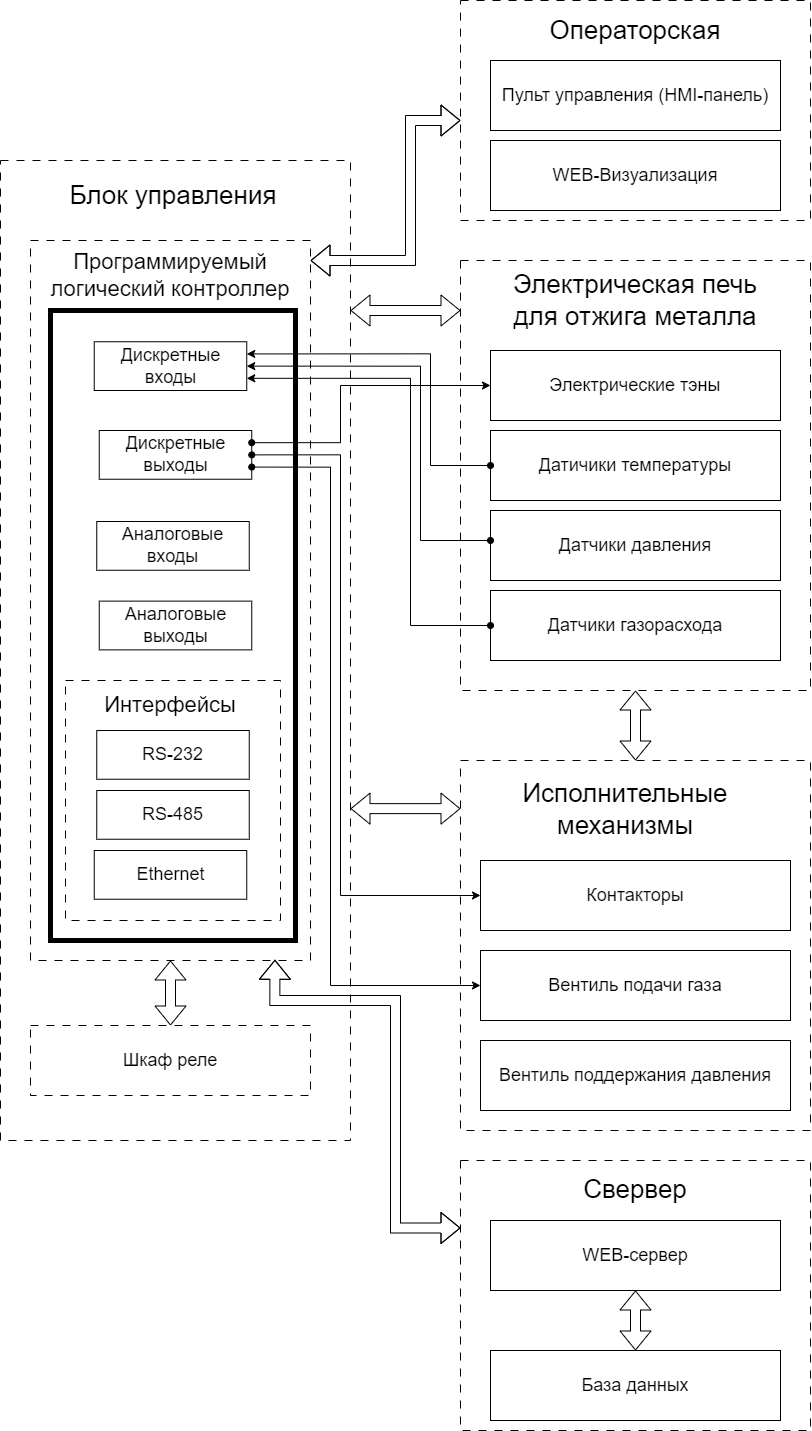 Операторская
Пульт управления (HMI-панель)
WEB-Визуализация
Блок управления
Программируемый
логический контроллер
Дискретные
входы
Дискретные
выходы
Аналоговые
входы
Аналоговые
выходы
Интерфейсы
RS-232
RS-485
Ethernet
Шкаф реле
Электрическая печь
для отжига металла
Электрические тэны
Датичики температуры
Датчики давления
Датчики газорасхода
Исполнительные
механизмы
Контакторы
Вентиль подачи газа
Вентиль поддержания давления
Свервер
WEB-сервер
База данных